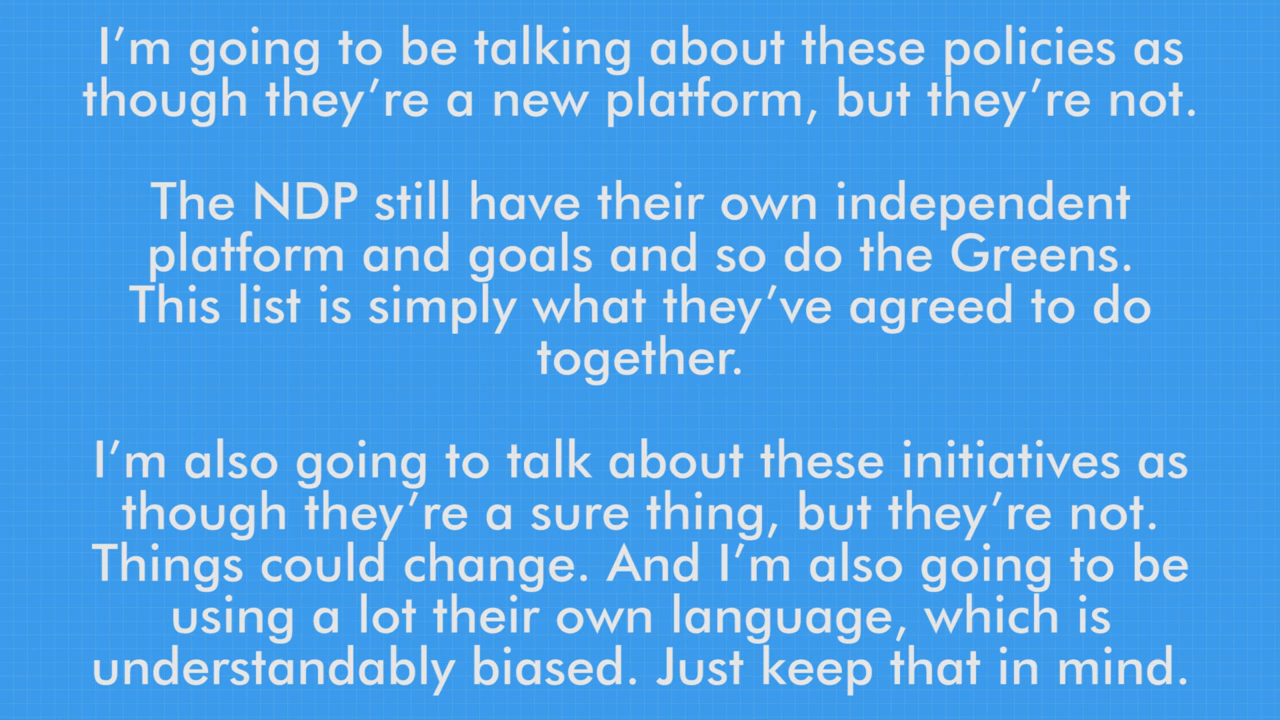 I’m going to be talking about these policies as
though they’re a new platform, but they’re not.
The NDP still have their own independent
platform and goals and so do the Greens.
This list is simply what they’ve agreed to do
together.
I’m also going to talk about these initiatives as
though they’re a sure thing, but they’re not.
Things could change. And I’m also going to be
using a lot their own language, which is
understandably biased. Just keep that in mind.